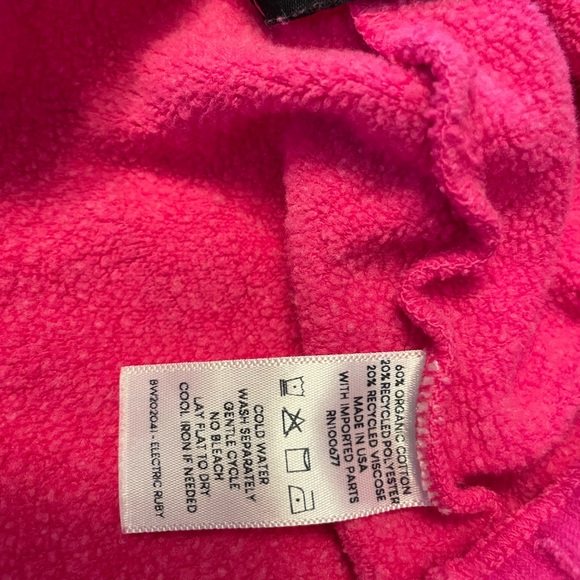 60% ORGANIC COTTON
20% RECYCLED POLYESTER
20% RECYCLED VISCOSE
MADE IN USA
WITH IMPORTED PARTS
RN100677
COLD WATER
WASH SEPARATELY
GENTLE CYCLE
NO BLEACH
LAY FLAT TO DRY
COOL IRON IF NEEDED
BW202041 - ELECTRIC RUBY